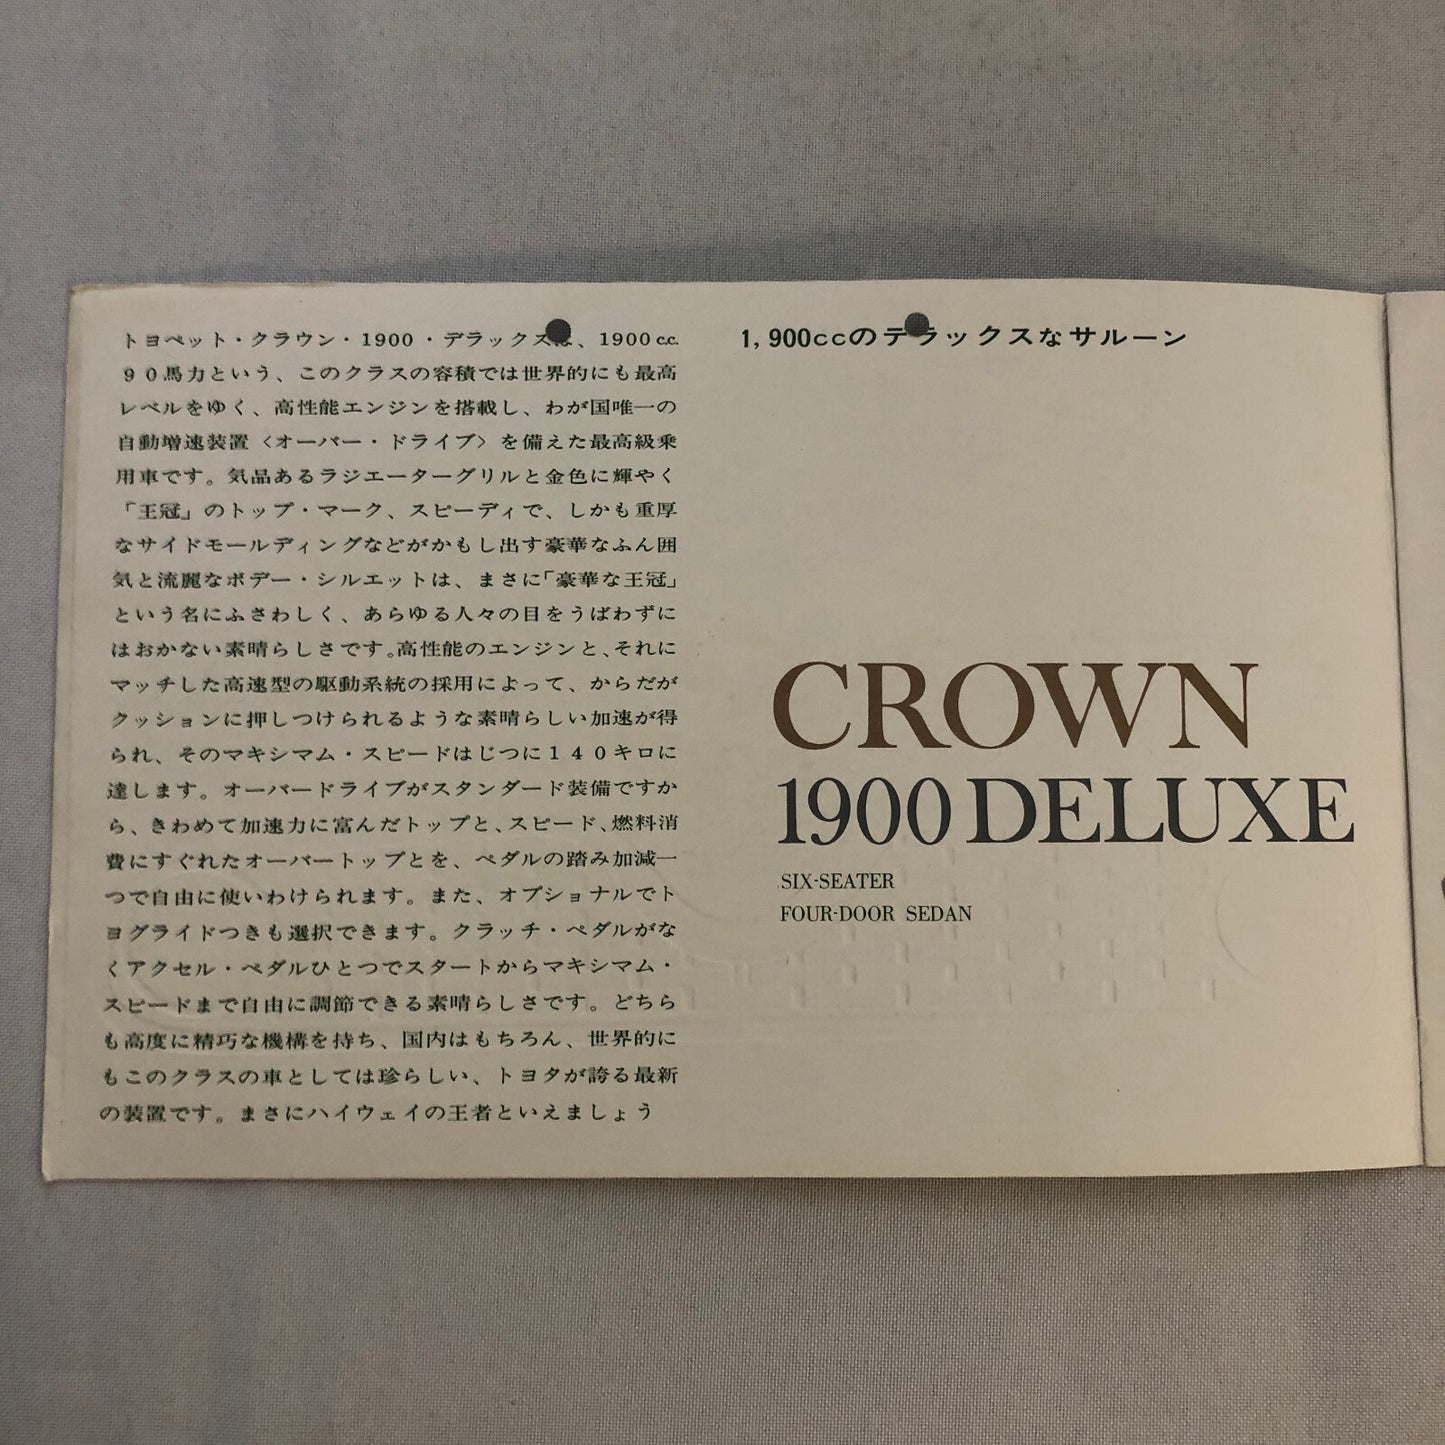 トヨペット・クラウン・1900・デラックス、1900c.c.
90馬力という、このクラスの容積では世界的にも最高
レベルをゆく、高性能エンジンを搭載し、わが国唯一の
自動増速装置〈オーバー・ドライブ〉を備えた最高級乗
用車です。気品あるラジエーターグリルと金色に輝やく
「王冠」のトップ・マーク、スピーディで、しかも重厚
なサイドモールディングなどがかもし出す豪華なふん囲
気と流麗なボデー・シルエットは、まさに「豪華な王冠」
という名にふさわしく、あらゆる人々の目をうばわずに
はおかない素晴らしさです。高性能のエンジンと、それに
マッチした高速型の駆動系統の採用によって、からだが
クッションに押しつけられるような素晴らしい加速が得
られ、そのマキシマム・スピードはじつに140キロに
達します。オーバードライブがスタンダード装備ですか
ら、きわめて加速力に富んだトップと、スピード、燃料消
費にすぐれたオーバートップとを、ペダルの踏み加減一
つで自由に使いわけられます。また、オプショナルでト
ヨグライドつきも選択できます。クラッチ・ペダルがな
くアクセル・ペダルひとつでスタートからマキシマム・
スピードまで自由に調節できる素晴らしさです。どちら
も高度に精巧な機構を持ち、国内はもちろん、世界的に
もこのクラスの車としては珍らしい、トヨタが誇る最新
の装置です。まさにハイウェイの王者といえましょう
1,900ccのデラックスなサルーン
CROWN
1900 DELUXE
SIX-SEATER
FOUR-DOOR SEDAN